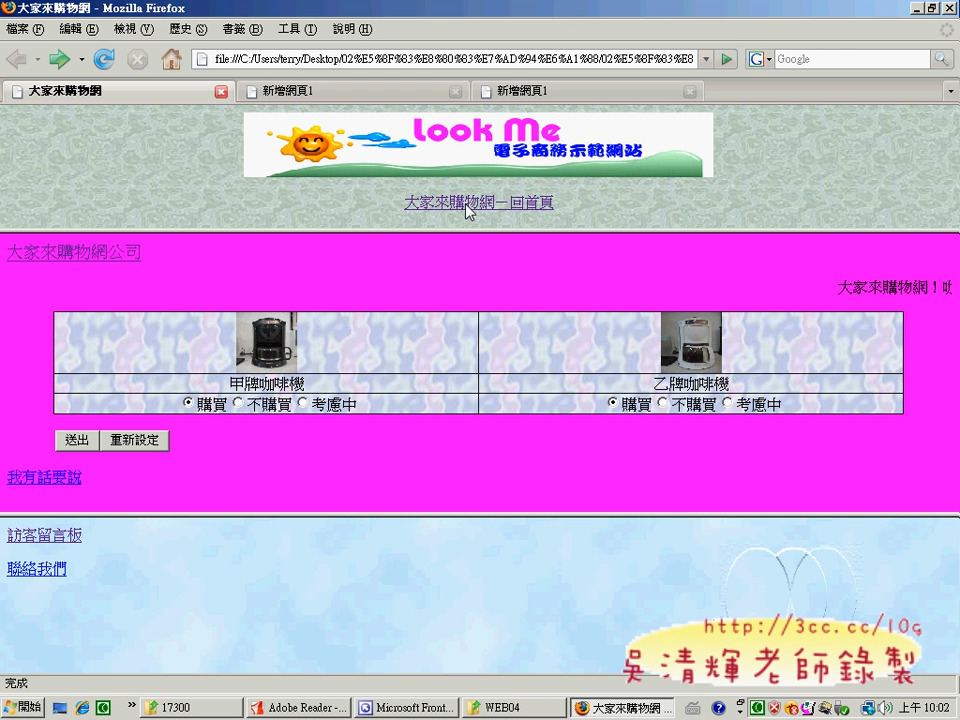 大家來購物網 - Mozilla Firefox
檔案(F) 編輯(E) 檢視(V) 歷史(S) 書籤(B) 工具(T) 說明(H)
file:///C:/Users/terry/Desktop/02%E5%8F%83%E8%80%83%E7%AD%94%E6%A1%88/02%E5%8F%83%E8 Google
大家來購物網 新增網頁1 新增網頁1
Look Me
電子商務示範網站
大家來購物網－回首頁
大家來購物網公司
大家來購物網！
甲牌咖啡機 乙牌咖啡機
購買 不購買 考慮中 購買 不購買 考慮中
送出 重新設定
我有話要說
訪客留言板
聯絡我們
http://3cc.cc/10g
吳清輝老師錄製
完成
開始 17300 Adobe Reader -... Microsoft Front... WEB04 大家來購物網 ... 上午 10:02